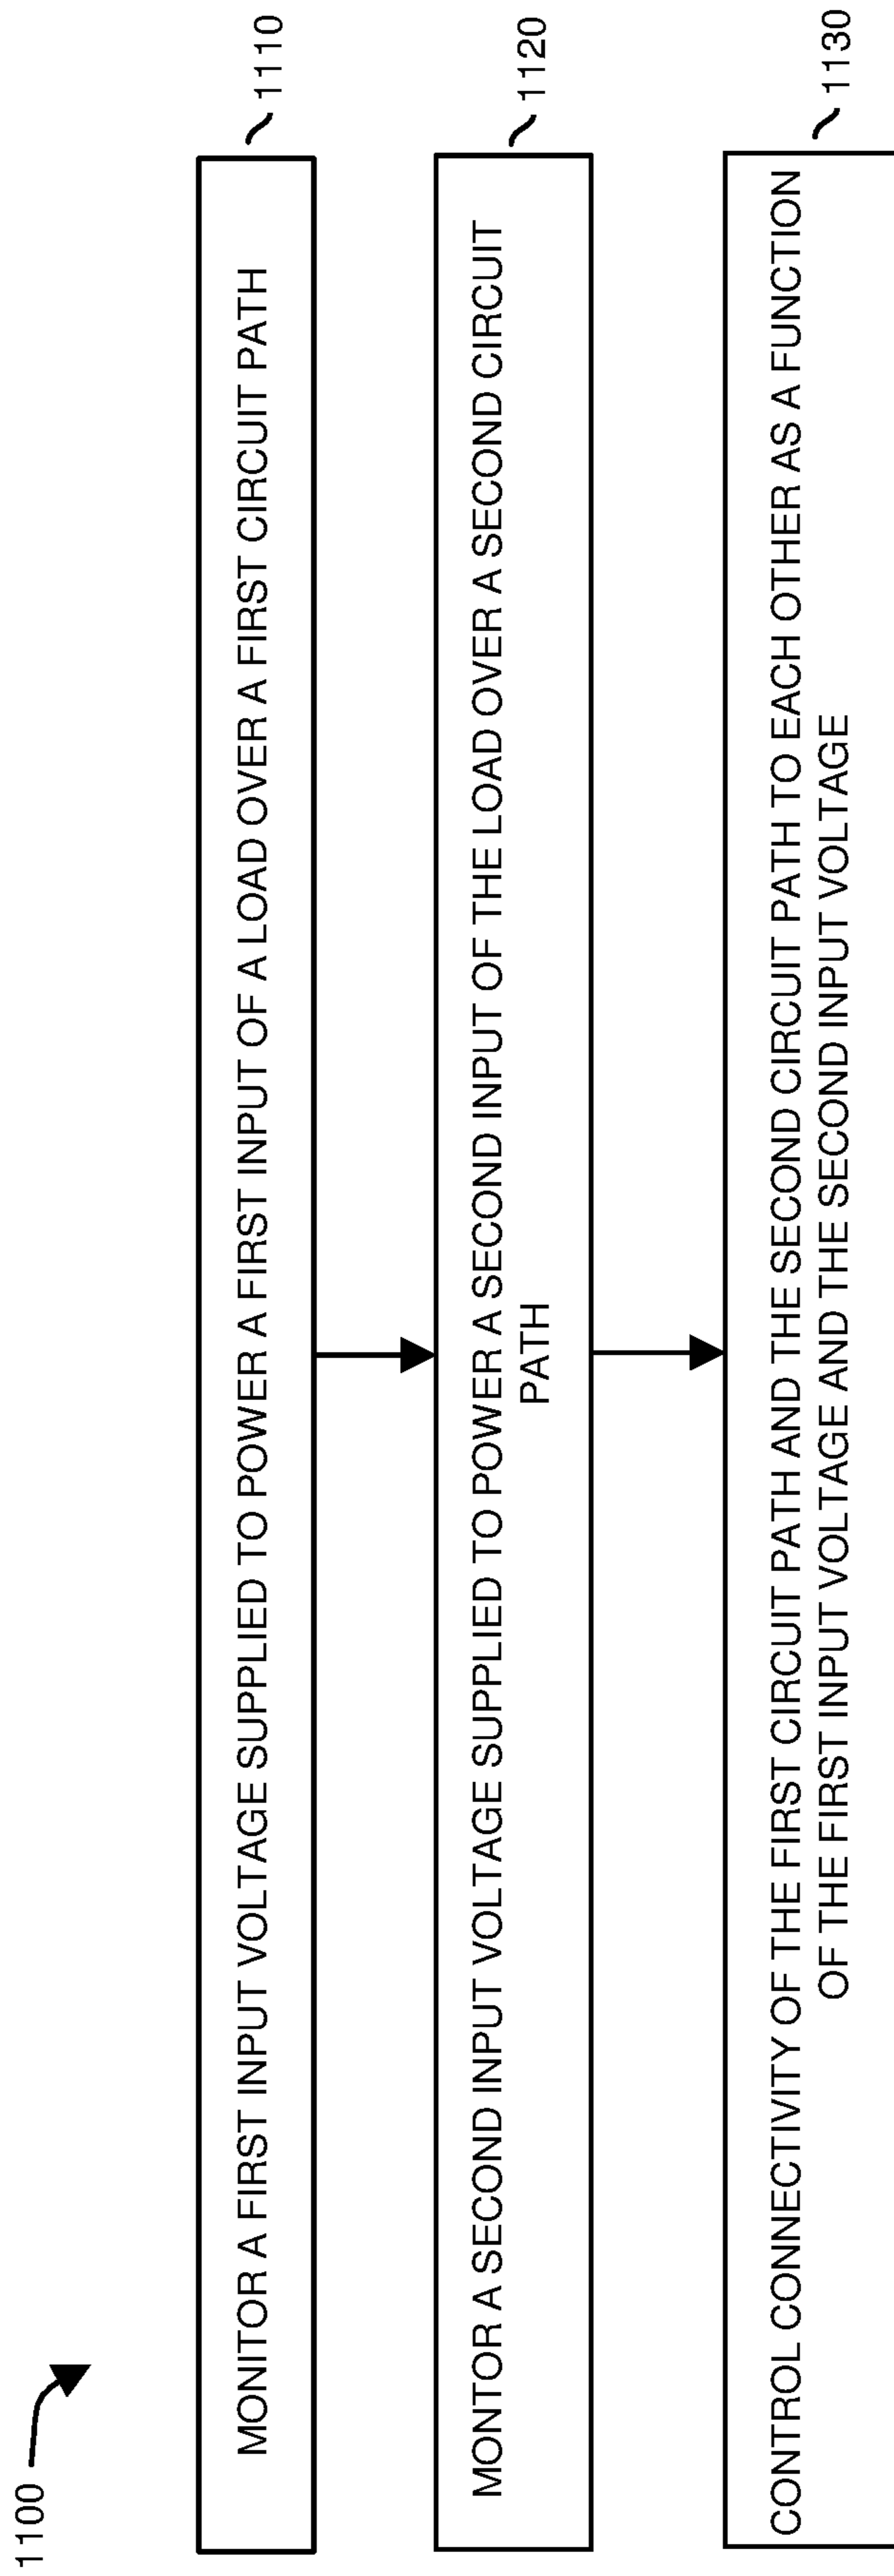 1100
MONITOR A FIRST INPUT VOLTAGE SUPPLIED TO POWER A FIRST INPUT OF A LOAD OVER A FIRST CIRCUIT PATH
1110
MONTOR A SECOND INPUT VOLTAGE SUPPLIED TO POWER A SECOND INPUT OF THE LOAD OVER A SECOND CIRCUIT
PATH
1120
CONTROL CONNECTIVITY OF THE FIRST CIRCUIT PATH AND THE SECOND CIRCUIT PATH TO EACH OTHER AS A FUNCTION
OF THE FIRST INPUT VOLTAGE AND THE SECOND INPUT VOLTAGE
1130